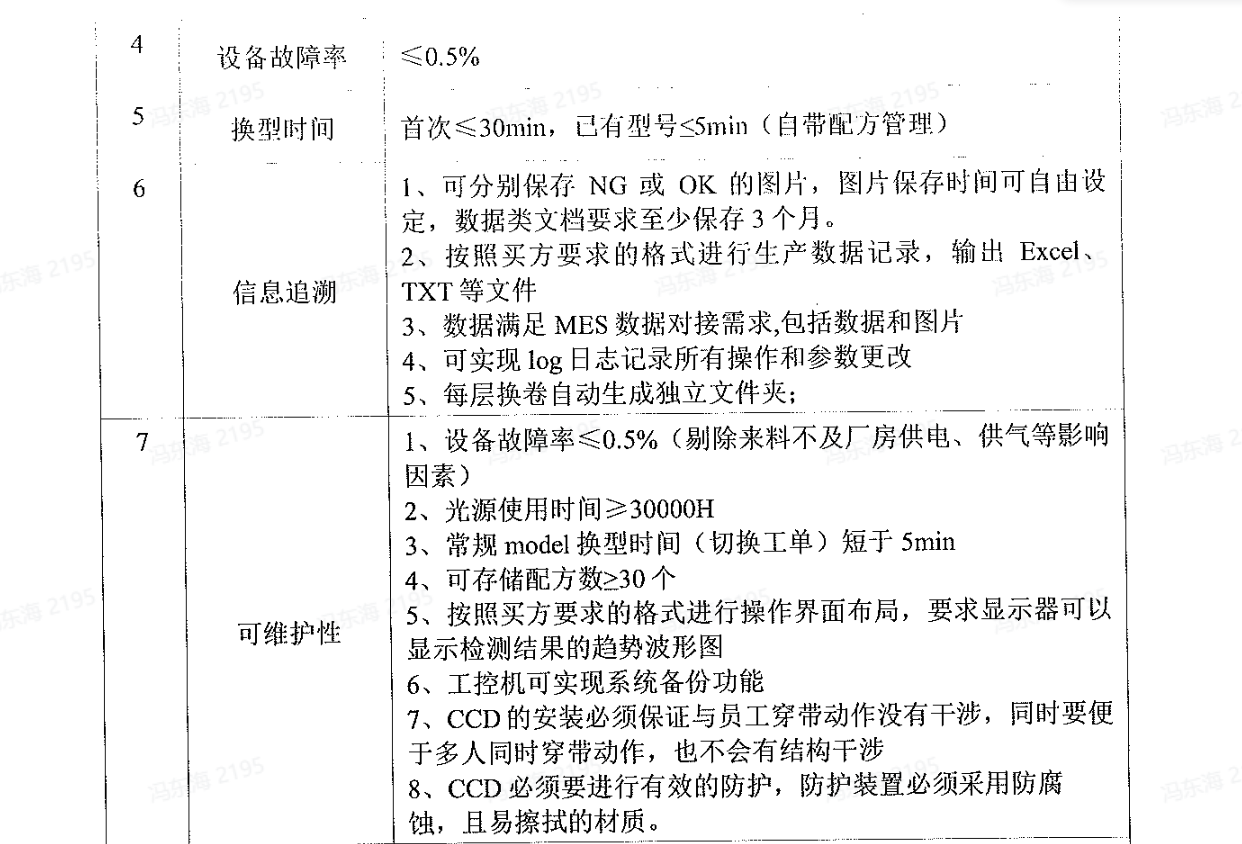 4
设备故障率
≤0.5%
5
换型时间
首次≤30min，已有型号≤5min（自带配方管理）
6
信息追溯
1、可分别保存 NG 或 OK 的图片，图片保存时间可自由设
定，数据类文档要求至少保存 3 个月。
2、按照买方要求的格式进行生产数据记录，输出 Excel、
TXT 等文件
3、数据满足 MES 数据对接需求,包括数据和图片
4、可实现 log 日志记录所有操作和参数更改
5、每层换卷自动生成独立文件夹；
7
可维护性
1、设备故障率≤0.5%（剔除来料不及厂房供电、供气等影响
因素）
2、光源使用时间≥30000H
3、常规 model 换型时间（切换工单）短于 5min
4、可存储配方数≥30 个
5、按照买方要求的格式进行操作界面布局，要求显示器可以
显示检测结果的趋势波形图
6、工控机可实现系统备份功能
7、CCD 的安装必须保证与员工穿带动作没有干涉，同时要便
于多人同时穿带动作，也不会有结构干涉
8、CCD 必须要进行有效的防护，防护装置必须采用防腐
蚀，且易擦拭的材质。
冯东海 2195